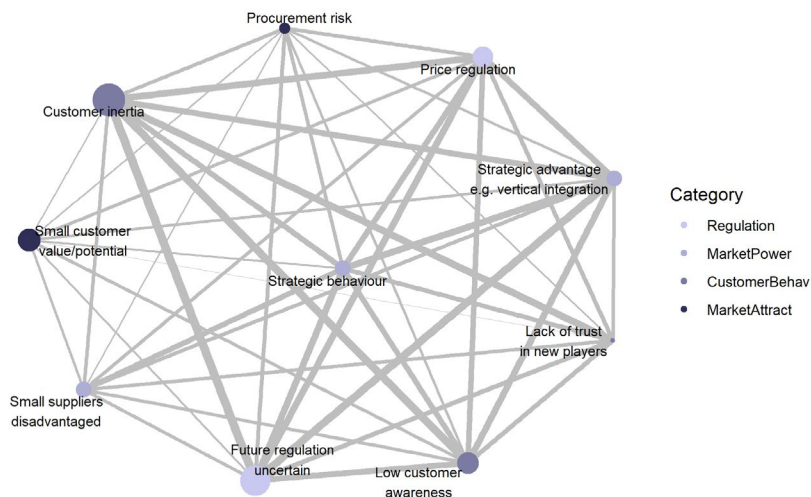 Procurement risk
Price regulation
Customer inertia
Strategic advantage
e.g. vertical integration
Small customer
value/potential
Strategic behaviour
Lack of trust
in new players
Small suppliers
disadvantaged
Future regulation
uncertain
Low customer
awareness
Category
Regulation
MarketPower
CustomerBehav
MarketAttract